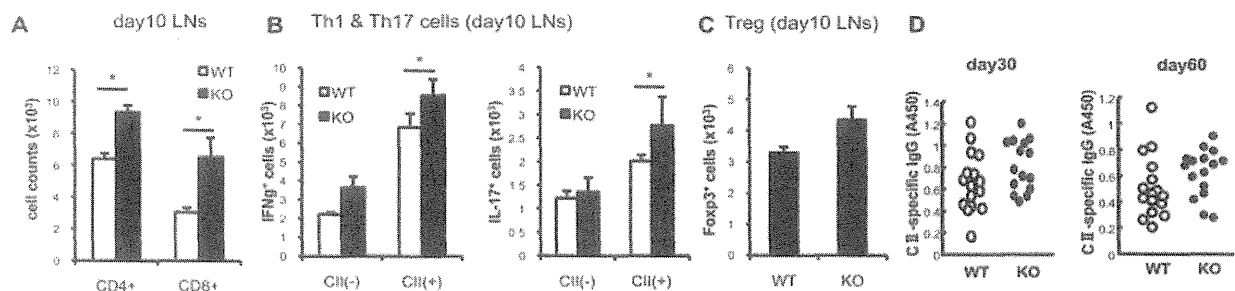 A day10 LNs
cell counts (x10³)
12
10
8
6
4
2
0
WT
KO
*
*
CD4+ CD8+
B Th1 & Th17 cells (day10 LNs)
IFNg⁺ cells (x10³)
10
9
8
7
6
5
4
3
2
1
0
WT
KO
*
CII(-) CII(+)
IL-17⁺ cells (x10³)
4
3.5
3
2.5
2
1.5
1
0.5
0
WT
KO
*
CII(-) CII(+)
C Treg (day10 LNs)
Foxp3⁺ cells (x10³)
6
5
4
3
2
1
0
WT KO
D
day30
CII-specific IgG (A450)
1.4
1.2
1
0.8
0.6
0.4
0.2
0
WT KO
day60
CII-specific IgG (A450)
1.2
1
0.8
0.6
0.4
0.2
0
WT KO